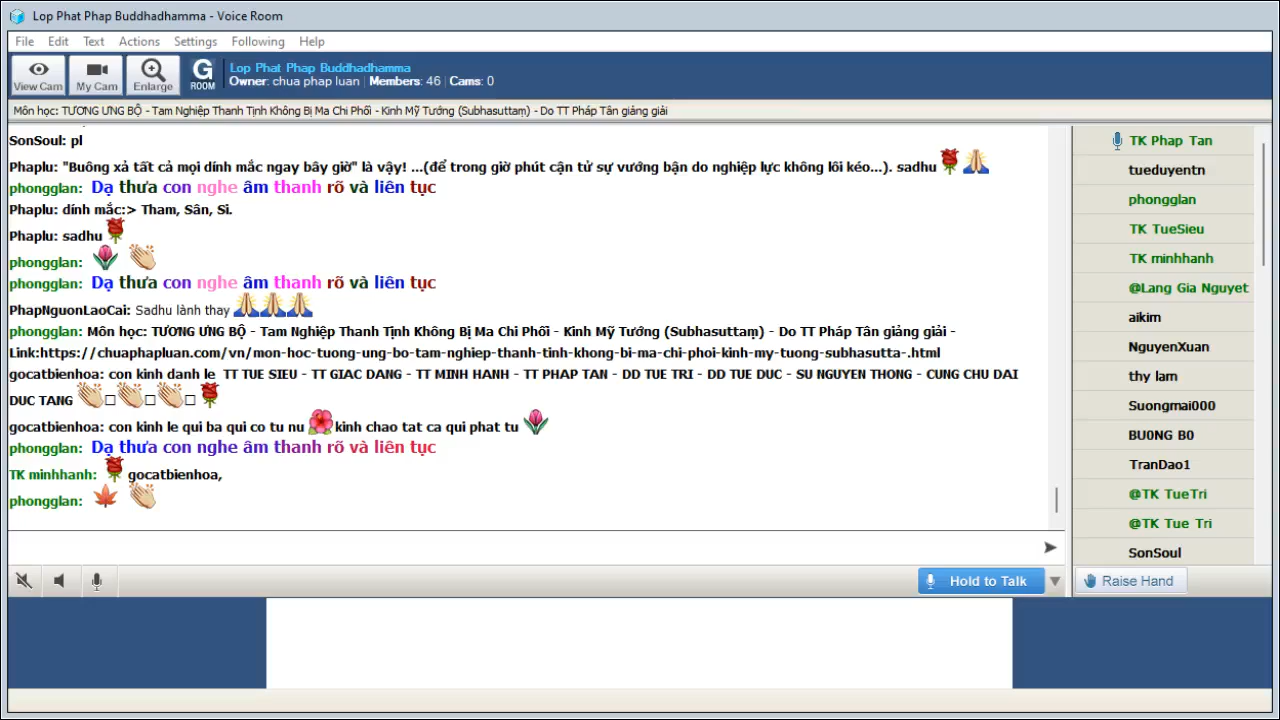 Lop Phat Phap Buddhadhamma - Voice Room
File Edit Text Actions Settings Following Help
View Cam My Cam Enlarge G ROOM
Lop Phat Phap Buddhadhamma
Owner: chua phap luan | Members: 46 | Cams: 0
Môn học: TƯƠNG ƯNG BỘ - Tam Nghiệp Thanh Tịnh Không Bị Ma Chi Phối - Kinh Mỹ Tướng (Subhasuttaṃ) - Do TT Pháp Tân giảng giải
SonSoul: pl
Phaplu: "Buông xả tất cả mọi dính mắc ngay bây giờ" là vậy! ...(để trong giờ phút cận tử sự vướng bận do nghiệp lực không lôi kéo...). sadhu 🌹🙏
phongglan: Dạ thưa con nghe âm thanh rõ và liên tục
Phaplu: dính mắc:> Tham, Sân, Si.
Phaplu: sadhu 🌹
phongglan: 🌷 👏
phongglan: Dạ thưa con nghe âm thanh rõ và liên tục
PhapNguonLaoCai: Sadhu lành thay 🙏🙏🙏
phongglan: Môn học: TƯƠNG ƯNG BỘ - Tam Nghiệp Thanh Tịnh Không Bị Ma Chi Phối - Kinh Mỹ Tướng (Subhasuttaṃ) - Do TT Pháp Tân giảng giải -
Link:https://chuaphapluan.com/vn/mon-hoc-tuong-ung-bo-tam-nghiep-thanh-tinh-khong-bi-ma-chi-phoi-kinh-my-tuong-subhasutta-.html
gocatbienhoa: con kinh danh le TT TUE SIEU - TT GIAC DANG - TT MINH HANH - TT PHAP TAN - DD TUE TRI - DD TUE DUC - SU NGUYEN THONG - CUNG CHU DAI
DUC TANG 👏□👏□👏□🌹
gocatbienhoa: con kinh le qui ba qui co tu nu 🌺kinh chao tat ca qui phat tu 🌷
phongglan: Dạ thưa con nghe âm thanh rõ và liên tục
TK minhhanh: 🌹gocatbienhoa,
phongglan: 🍁 👏
Hold to Talk
TK Phap Tan
tueduyentn
phongglan
TK TueSieu
TK minhhanh
@Lang Gia Nguyet
aikim
NguyenXuan
thy lam
Suongmai000
BU0NG B0
TranDao1
@TK TueTri
@TK Tue Tri
SonSoul
Raise Hand